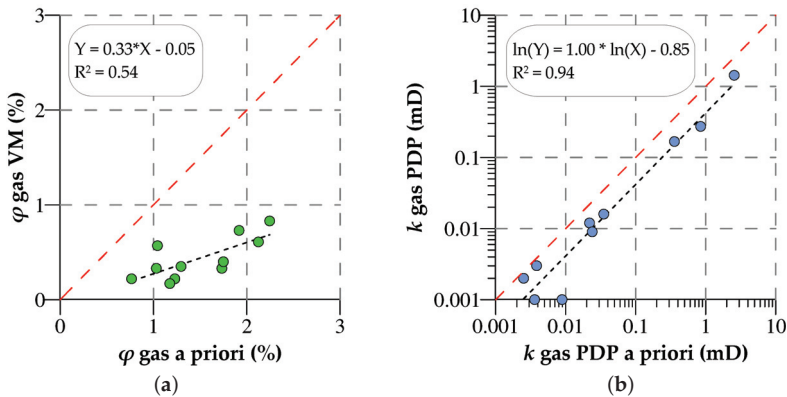 Y = 0.33*X - 0.05
R² = 0.54
3
2
1
0
0
1
2
3
φ gas VM (%)
φ gas a priori (%)
(a)
ln(Y) = 1.00 * ln(X) - 0.85
R² = 0.94
10
1
0.1
0.01
0.001
0.001
0.01
0.1
1
10
k gas PDP (mD)
k gas PDP a priori (mD)
(b)